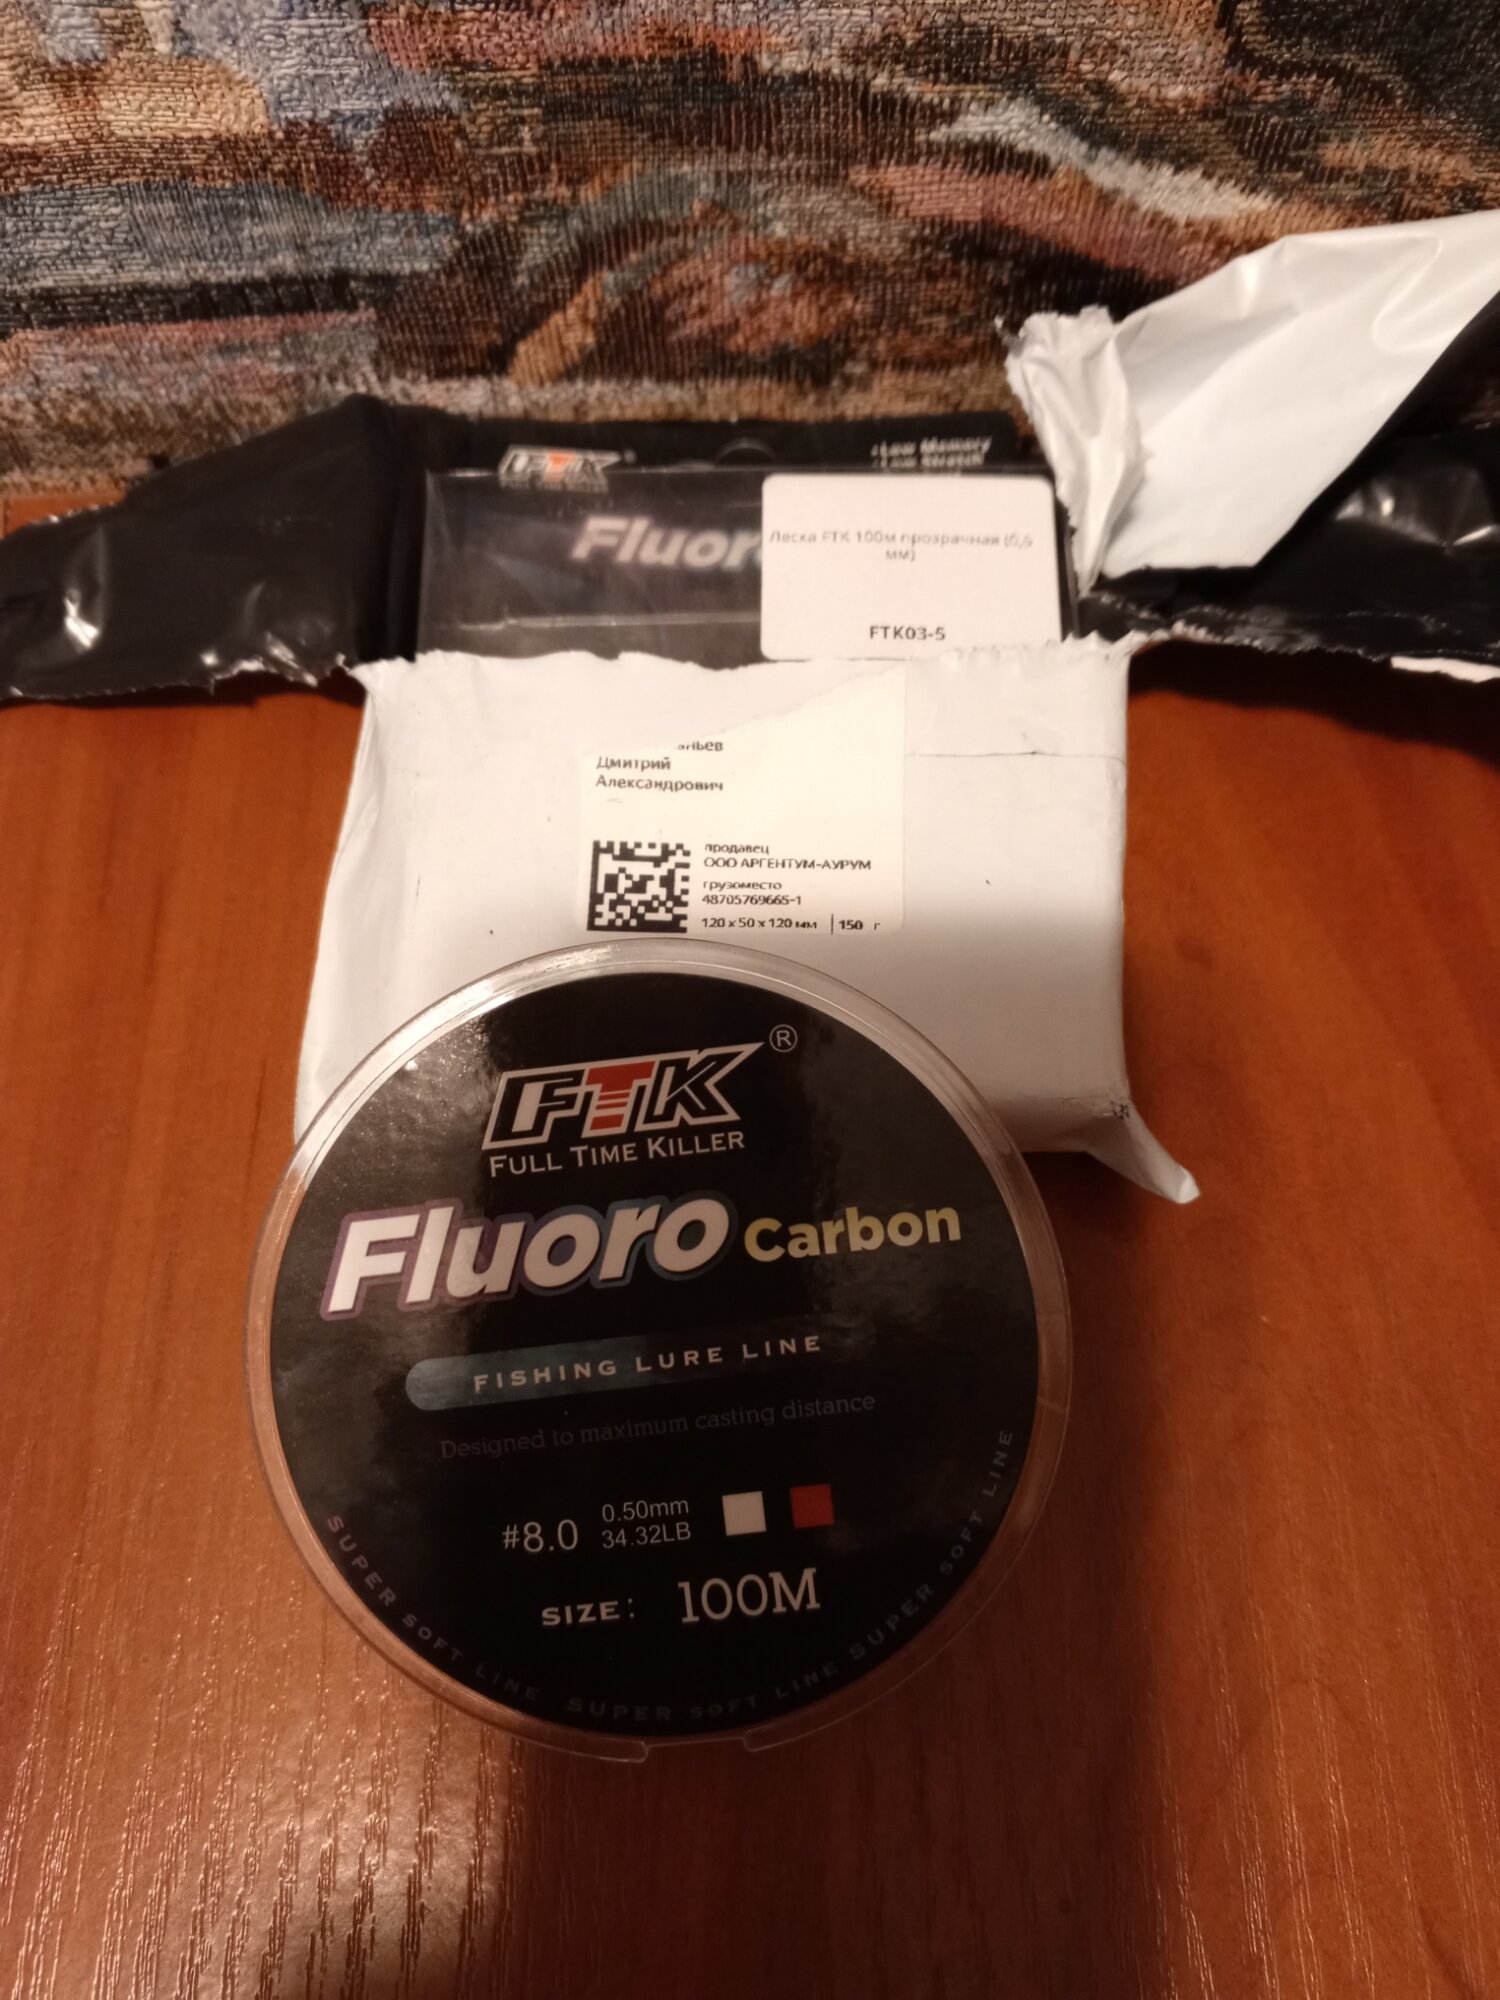 FTK
Low Memory
Low Stretch
Fluor
Леска FTK 100м прозрачная (0,5
мм)
FTK03-5
ньев
Дмитрий
Александрович
продавец
ООО АРГЕНТУМ-АУРУМ
грузоместо
48705769665-1
120 x 50 x 120 мм | 150 г
FTK®
FULL TIME KILLER
Fluoro Carbon
FISHING LURE LINE
Designed to maximum casting distance
#8.0 0.50mm
34.32LB
SIZE: 100M
SUPER SOFT LINE SUPER SOFT LINE SUPER SOFT LINE